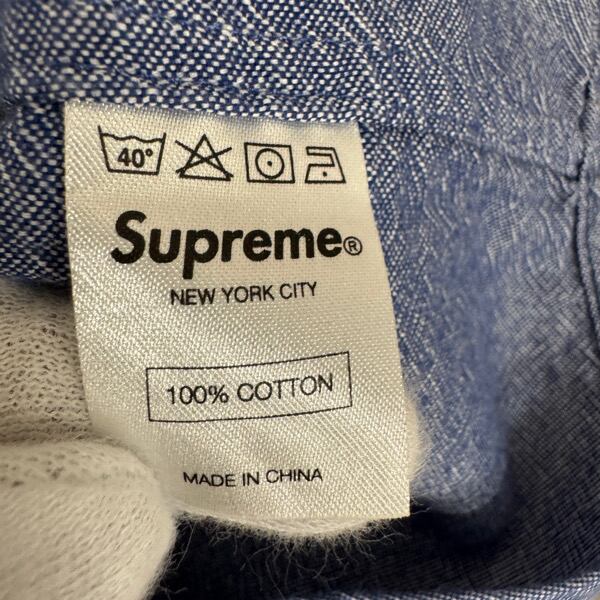 40°
Supreme®
NEW YORK CITY
100% COTTON
MADE IN CHINA